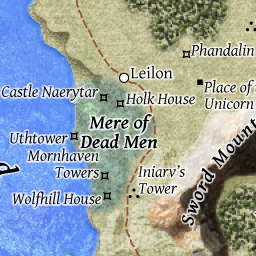 Phandalin
Leilon
Castle Naerytar
Place of
Unicorn
Holk House
Mere of
Dead Men
Uthtower
Mornhaven
Towers
Iniarv's
Tower
Wolfhill House
Sword Mount
d